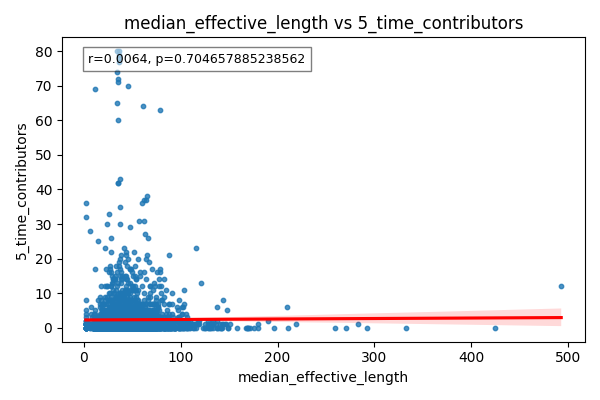 median_effective_length vs 5_time_contributors
r=0.0064, p=0.704657885238562
80
70
60
50
40
30
20
10
0
5_time_contributors
0 100 200 300 400 500
median_effective_length